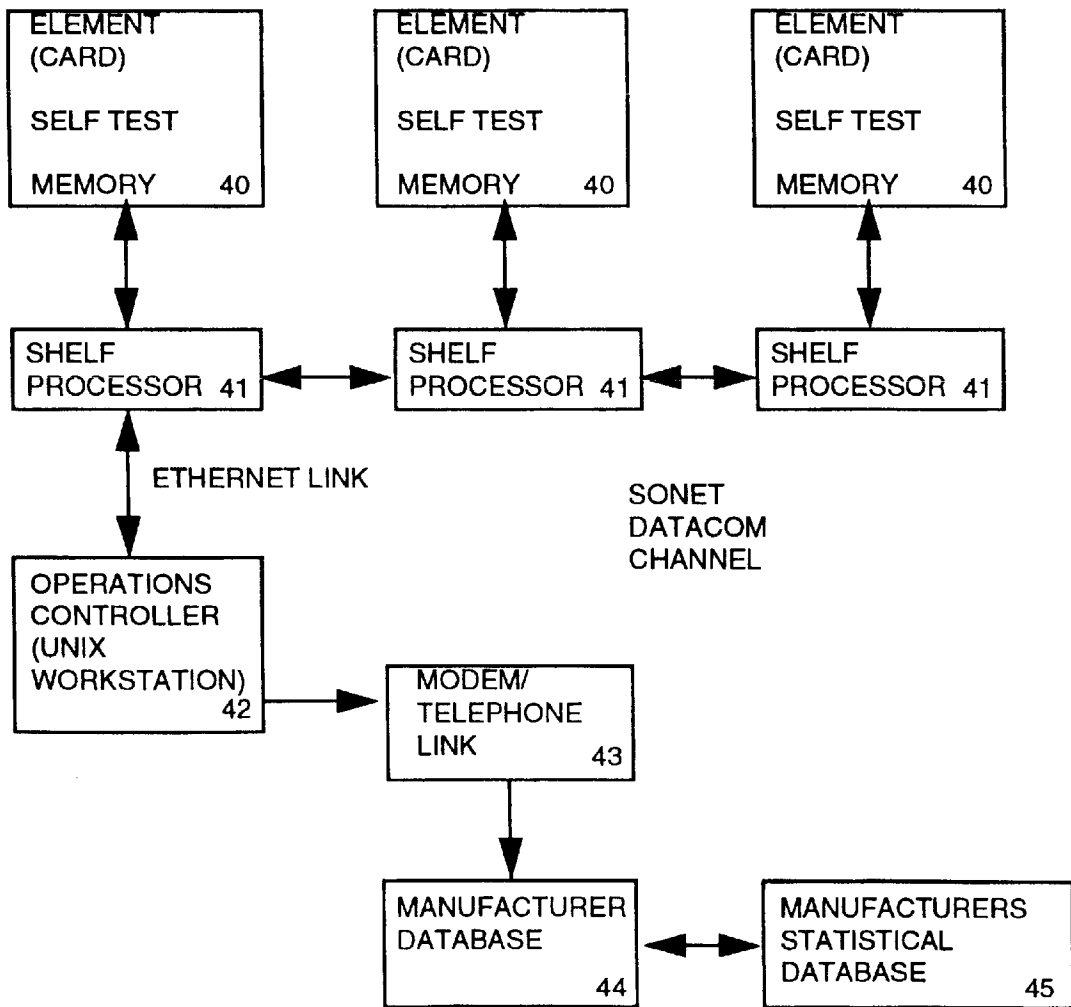 ELEMENT
(CARD)
SELF TEST
MEMORY 40
ELEMENT
(CARD)
SELF TEST
MEMORY 40
ELEMENT
(CARD)
SELF TEST
MEMORY 40
SHELF
PROCESSOR 41
SHELF
PROCESSOR 41
SHELF
PROCESSOR 41
ETHERNET LINK
SONET
DATACOM
CHANNEL
OPERATIONS
CONTROLLER
(UNIX
WORKSTATION)
42
MODEM/
TELEPHONE
LINK
43
MANUFACTURER
DATABASE
44
MANUFACTURERS
STATISTICAL
DATABASE
45